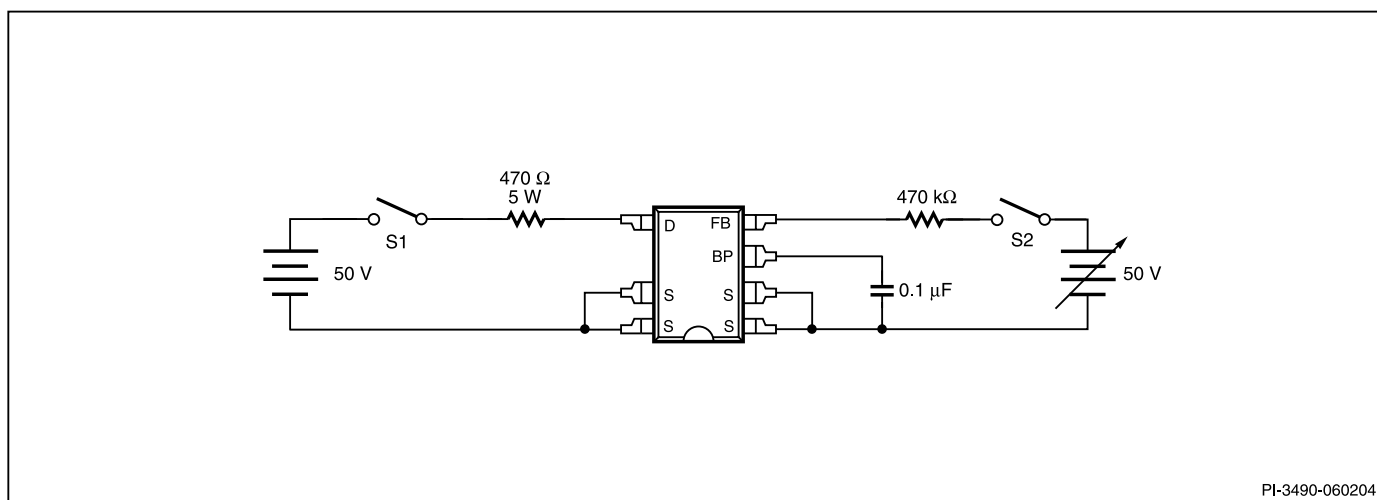 470 Ω
5 W
S1
50 V
D
S
S
FB
BP
S
S
470 kΩ
S2
50 V
0.1 μF
PI-3490-060204